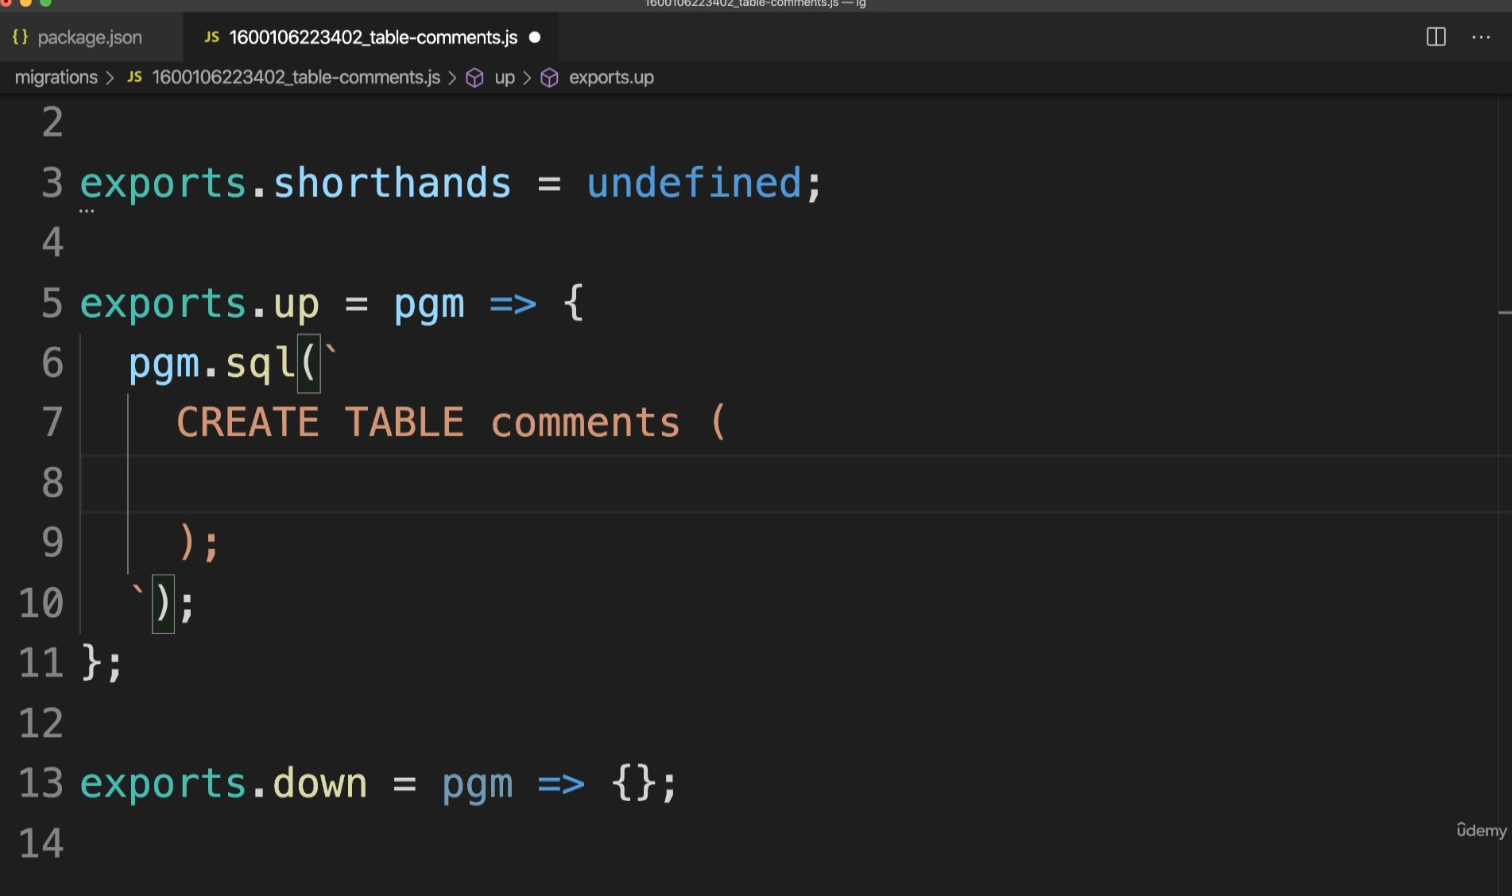 1600106223402_table-comments.js — ig
{} package.json JS 1600106223402_table-comments.js ● ...
migrations > JS 1600106223402_table-comments.js > up > exports.up
2
3 exports.shorthands = undefined;
4
5 exports.up = pgm => {
6 pgm.sql(`
7 CREATE TABLE comments (
8
9 );
10 `);
11 };
12
13 exports.down = pgm => {};
14
ûdemy